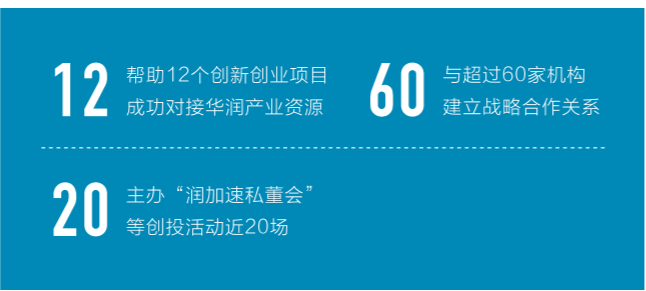 12
帮助12个创新创业项目
成功对接华润产业资源
60
与超过60家机构
建立战略合作关系
20
主办“润加速私董会”
等创投活动近20场